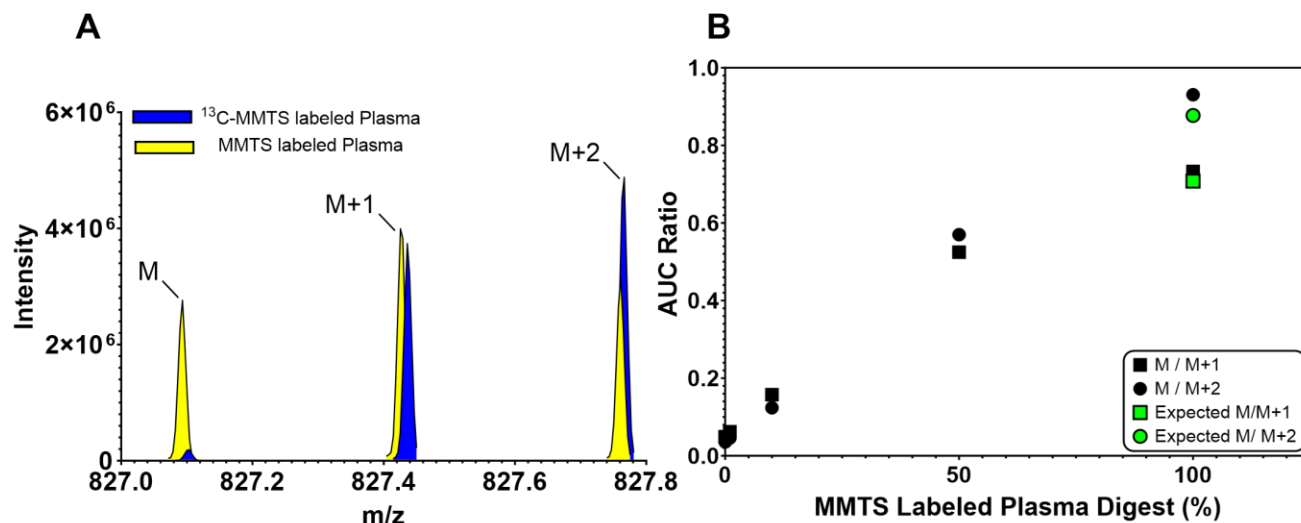 A
6×10⁶
4×10⁶
2×10⁶
0
Intensity
¹³C-MMTS labeled Plasma
MMTS labeled Plasma
M
M+1
M+2
827.0 827.2 827.4 827.6 827.8
m/z
B
1.0
0.8
0.6
0.4
0.2
0.0
AUC Ratio
M / M+1
M / M+2
Expected M/M+1
Expected M/ M+2
0 50 100
MMTS Labeled Plasma Digest (%)